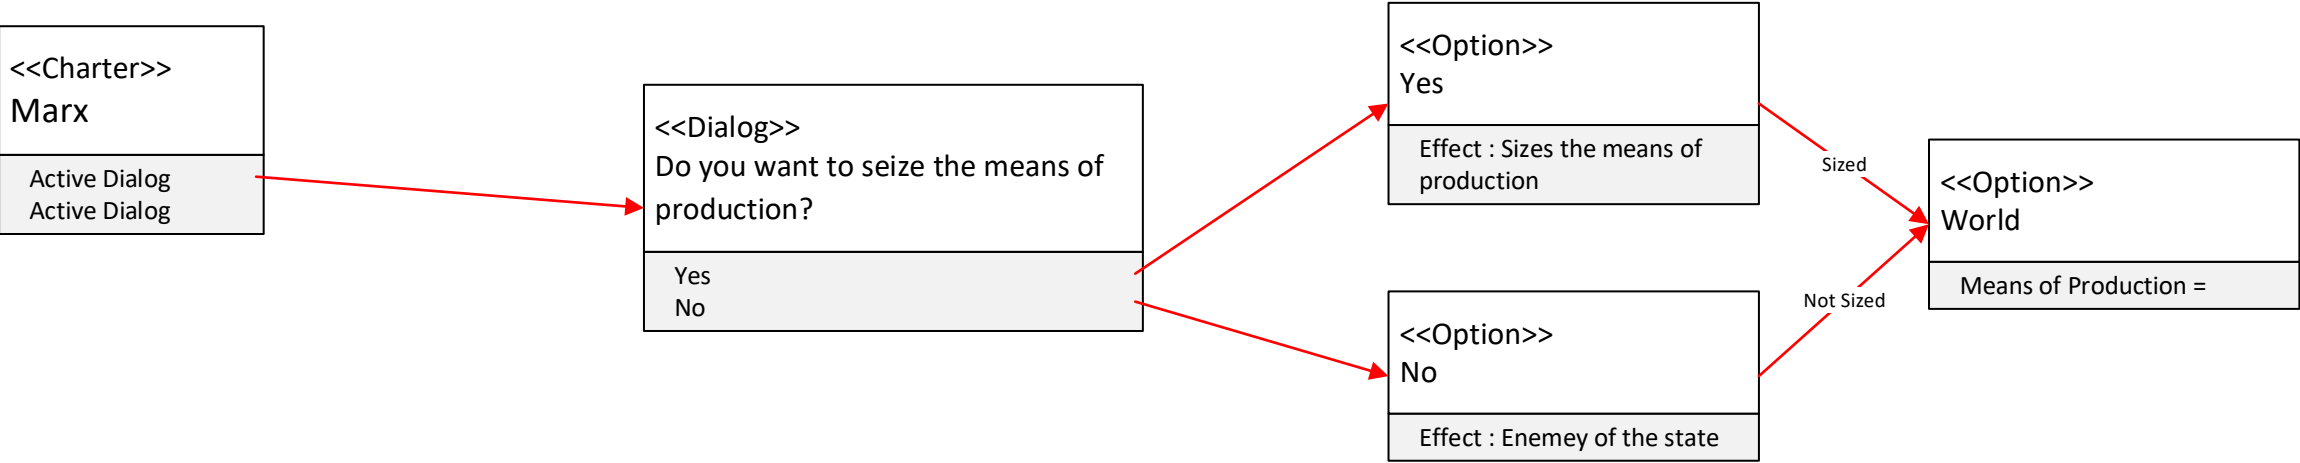 <<Charter>>
Marx
Active Dialog
Active Dialog
<<Dialog>>
Do you want to seize the means of
production?
Yes
No
<<Option>>
Yes
Effect : Sizes the means of
production
<<Option>>
No
Effect : Enemey of the state
Sized
Not Sized
<<Option>>
World
Means of Production =